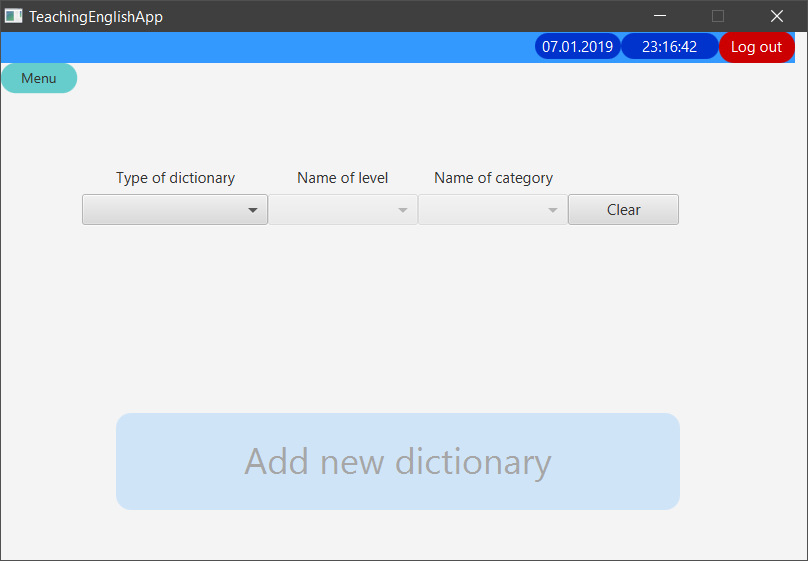 TeachingEnglishApp
07.01.2019 23:16:42 Log out
Menu
Type of dictionary Name of level Name of category
Clear
Add new dictionary